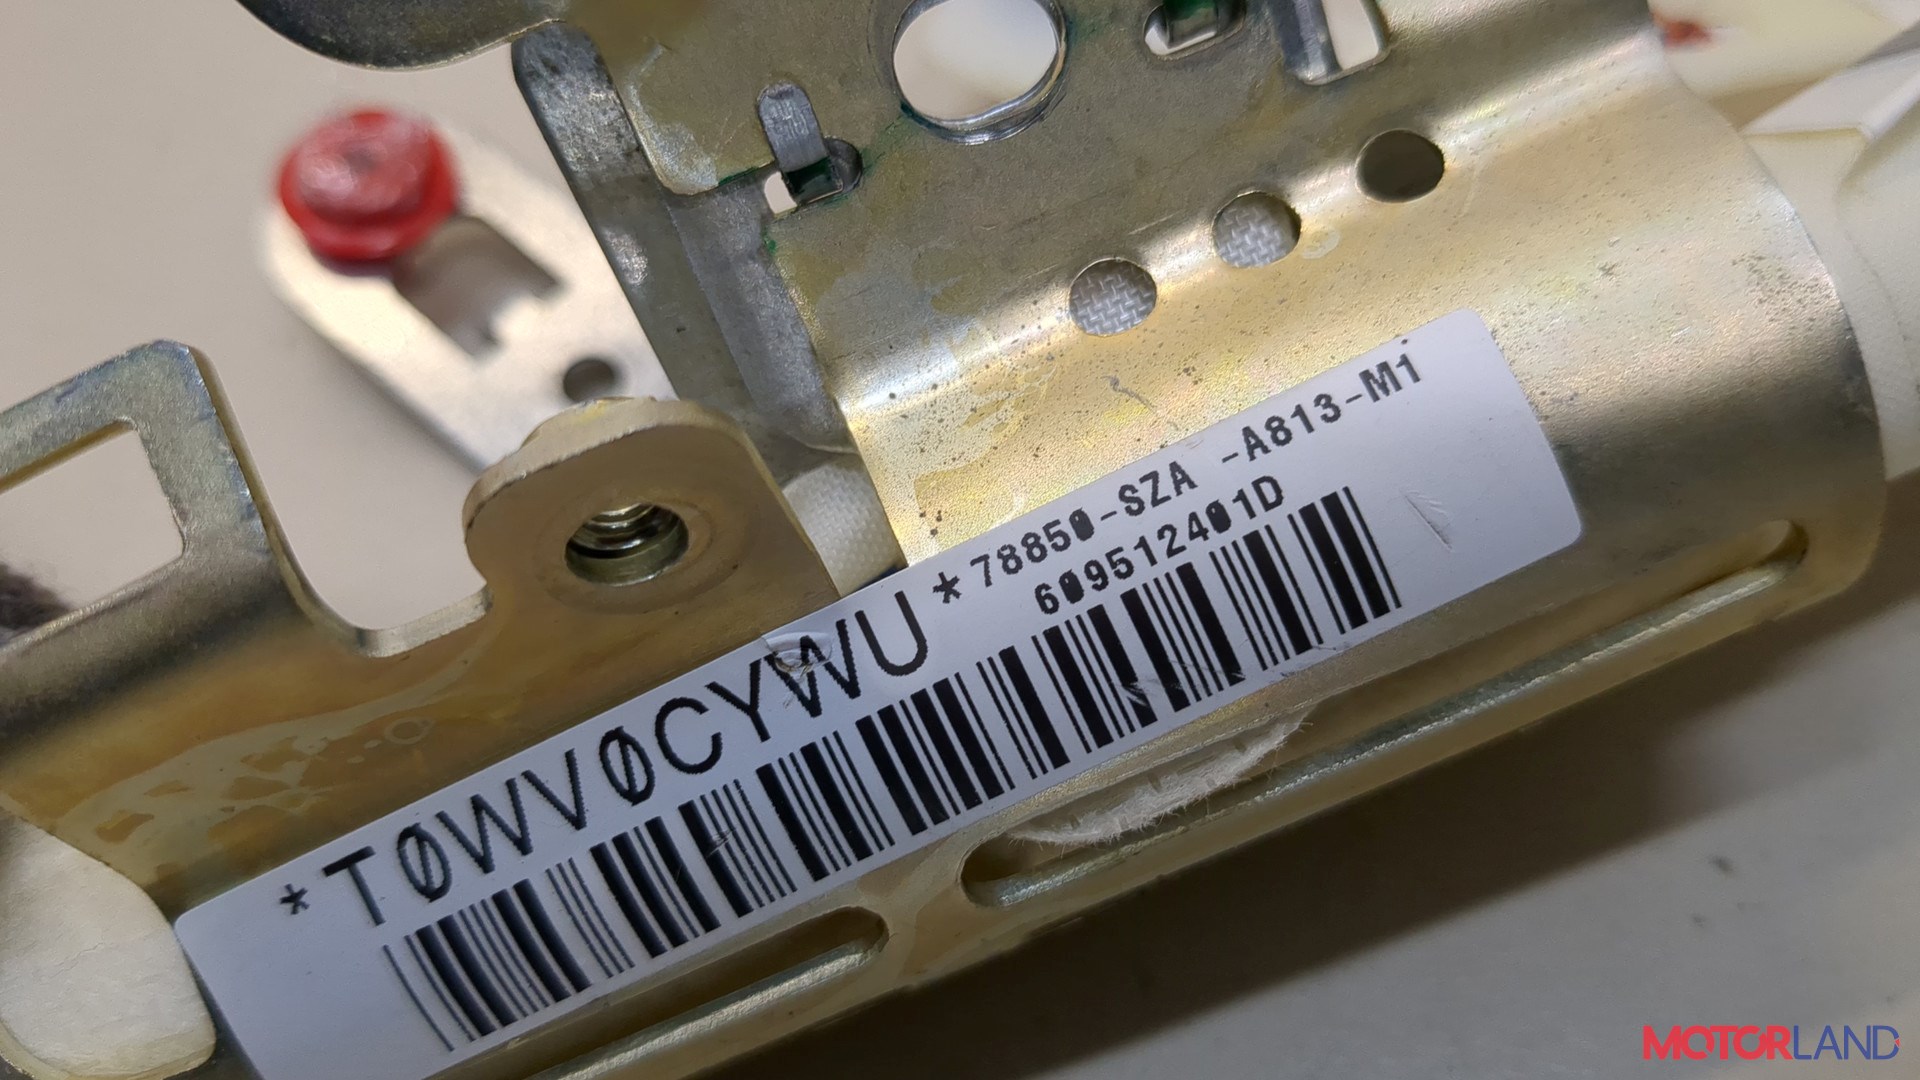 *T0WV0CYWU*
78850-SZA -A813-M1
609512401D
MOTORLAND